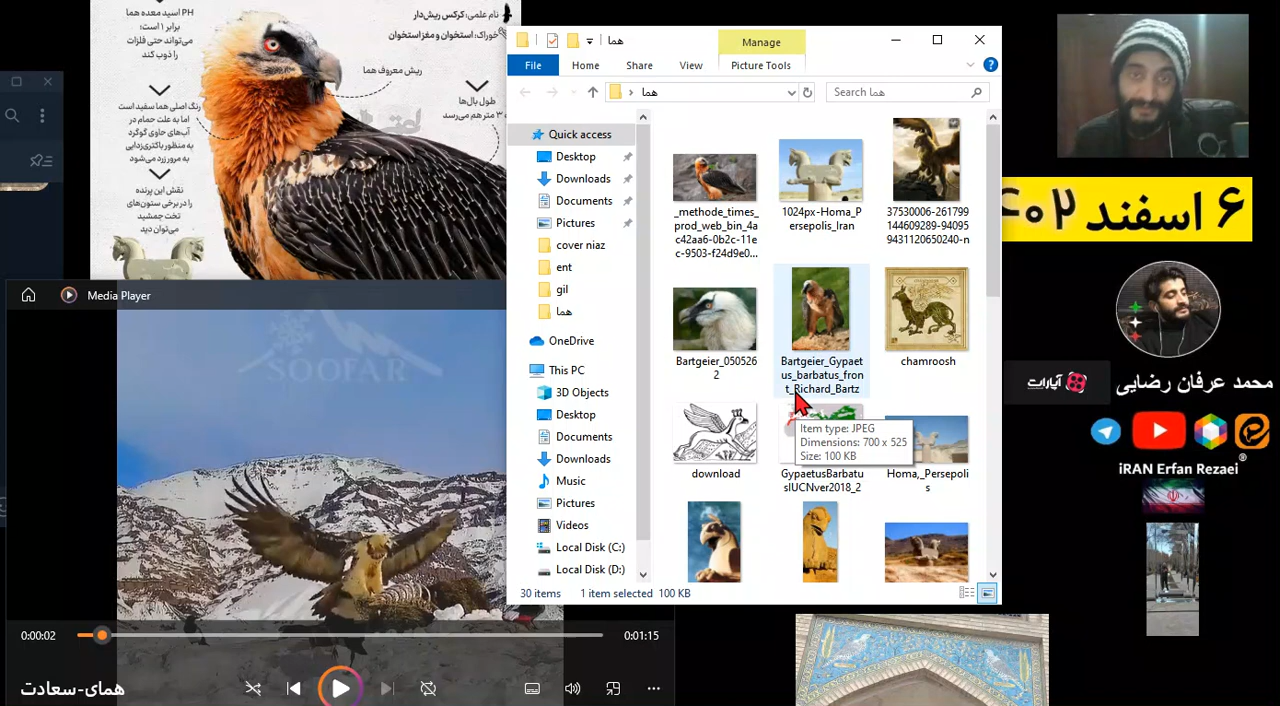 PH اسید معده هما
برابر ۱ است؛
می‌تواند حتی فلزات
را ذوب کند
نام علمی: کرکس ریش‌دار
خوراک: استخوان و مغز استخوان
ریش معروف هما
طول بال‌ها
۳ متر هم می‌رسد
رنگ اصلی هما سفید است
اما به علت حمام در
آب‌های حاوی گوگرد
به منظور باکتری‌زدایی
به مرور زرد می‌شود
نقش این پرنده
را در برخی ستون‌های
تخت جمشید
می‌توان دید
هما
Manage
File
Home
Share
View
Picture Tools
هما
Search هما
Quick access
Desktop
Downloads
Documents
Pictures
cover niaz
ent
gil
هما
OneDrive
This PC
3D Objects
Desktop
Documents
Downloads
Music
Pictures
Videos
Local Disk (C:)
Local Disk (D:)
_methode_times_
prod_web_bin_4a
c42aa6-0b2c-11e
c-9503-f24d9e0...
1024px-Homa_P
ersepolis_Iran
37530006-261799
144609289-94095
9431120650240-n
Bartgeier_050526
2
Bartgeier_Gypaet
us_barbatus_fron
t_Richard_Bartz
chamroosh
download
GypaetusBarbatu
sIUCNver2018_2
Homa,_Persepoli
s
Item type: JPEG
Dimensions: 700 x 525
Size: 100 KB
30 items
1 item selected
100 KB
Media Player
SOOFAR
0:00:02
0:01:15
همای-سعادت
۶ اسفند ۱۴۰۲
آپارات
محمد عرفان رضایی
iRAN Erfan Rezaei®